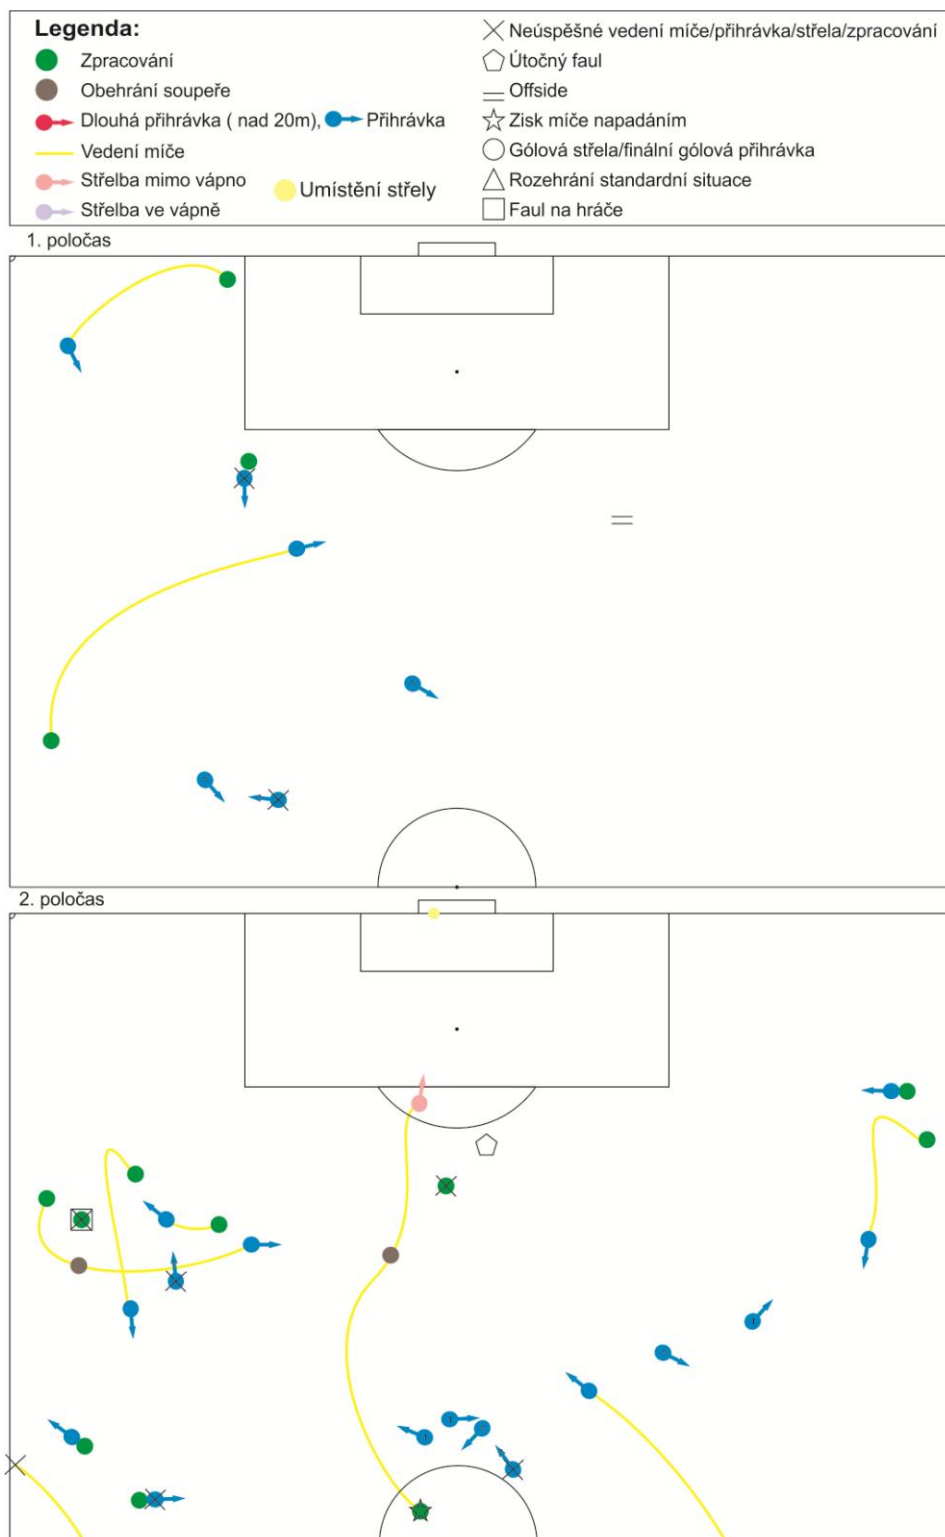 Legenda:
Zpracování
Obehrání soupeře
Dlouhá přihrávka ( nad 20m), Přihrávka
Vedení míče
Střelba mimo vápno
Umístění střely
Střelba ve vápně
Neúspěšné vedení míče/přihrávka/střela/zpracování
Útočný faul
Offside
Zisk míče napadáním
Gólová střela/finální gólová přihrávka
Rozehrání standardní situace
Faul na hráče
1. poločas
2. poločas